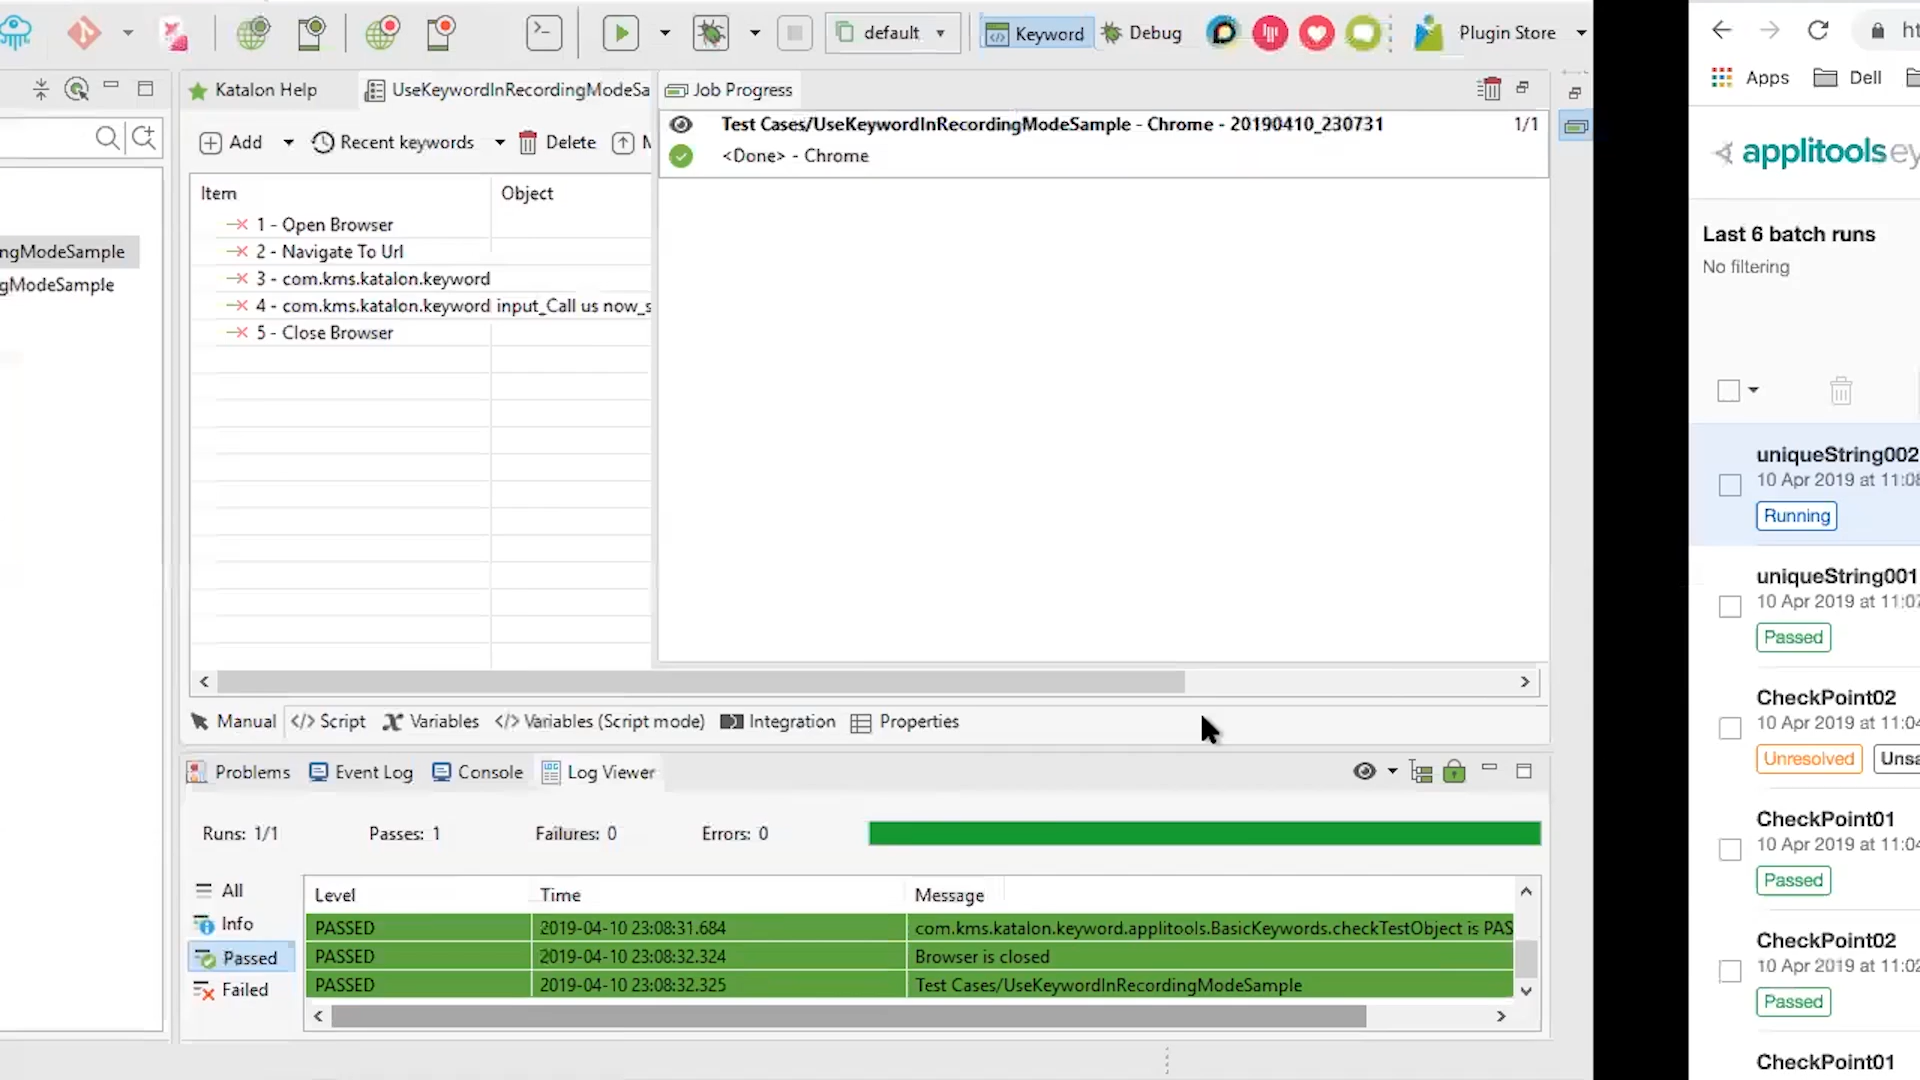 default
Keyword
Debug
Plugin Store
Katalon Help
UseKeywordInRecordingModeSa
Job Progress
Add
Recent keywords
Delete
M
Test Cases/UseKeywordInRecordingModeSample - Chrome - 20190410_230731
1/1
<Done> - Chrome
Item
Object
1 - Open Browser
2 - Navigate To Url
3 - com.kms.katalon.keyword
4 - com.kms.katalon.keyword input_Call us now_s
5 - Close Browser
ngModeSample
gModeSample
Manual
</> Script
Variables
</> Variables (Script mode)
Integration
Properties
Problems
Event Log
Console
Log Viewer
Runs: 1/1
Passes: 1
Failures: 0
Errors: 0
All
Info
Passed
Failed
Level
Time
Message
PASSED 2019-04-10 23:08:31.684 com.kms.katalon.keyword.applitools.BasicKeywords.checkTestObject is PAS
PASSED 2019-04-10 23:08:32.324 Browser is closed
PASSED 2019-04-10 23:08:32.325 Test Cases/UseKeywordInRecordingModeSample
ht
Apps
Dell
applitools ey
Last 6 batch runs
No filtering
uniqueString002
10 Apr 2019 at 11:08
Running
uniqueString001
10 Apr 2019 at 11:07
Passed
CheckPoint02
10 Apr 2019 at 11:04
Unresolved
Unsa
CheckPoint01
10 Apr 2019 at 11:04
Passed
CheckPoint02
10 Apr 2019 at 11:02
Passed
CheckPoint01